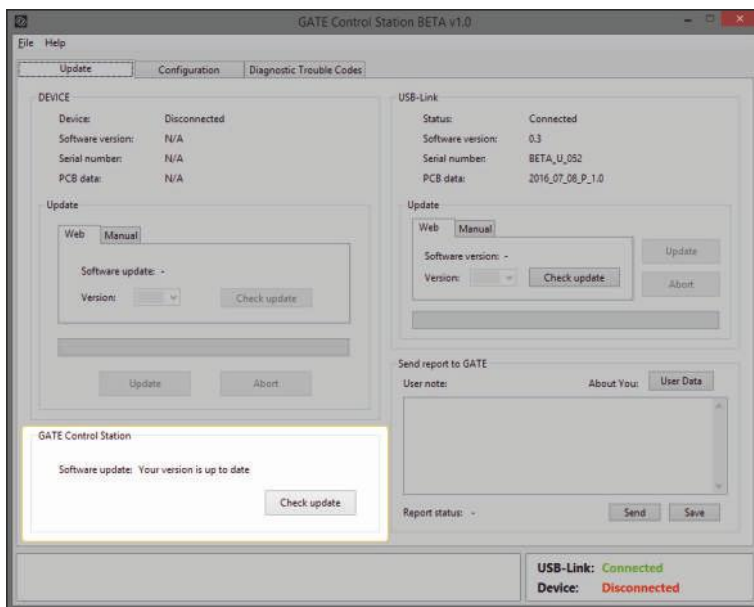 GATE Control Station BETA v1.0
File Help
Update Configuration Diagnostic Trouble Codes
DEVICE
Device: Disconnected
Software version: N/A
Serial number: N/A
PCB data: N/A
Update
Web Manual
Software update: -
Version: Check update
Update Abort
GATE Control Station
Software update: Your version is up to date
Check update
USB-Link
Status: Connected
Software version: 0.3
Serial number: BETA_U_052
PCB data: 2016_07_08_P_1.0
Update
Web Manual
Software version: -
Version: Check update
Update
Abort
Send report to GATE
User note: About You: User Data
Report status: - Send Save
USB-Link: Connected
Device: Disconnected